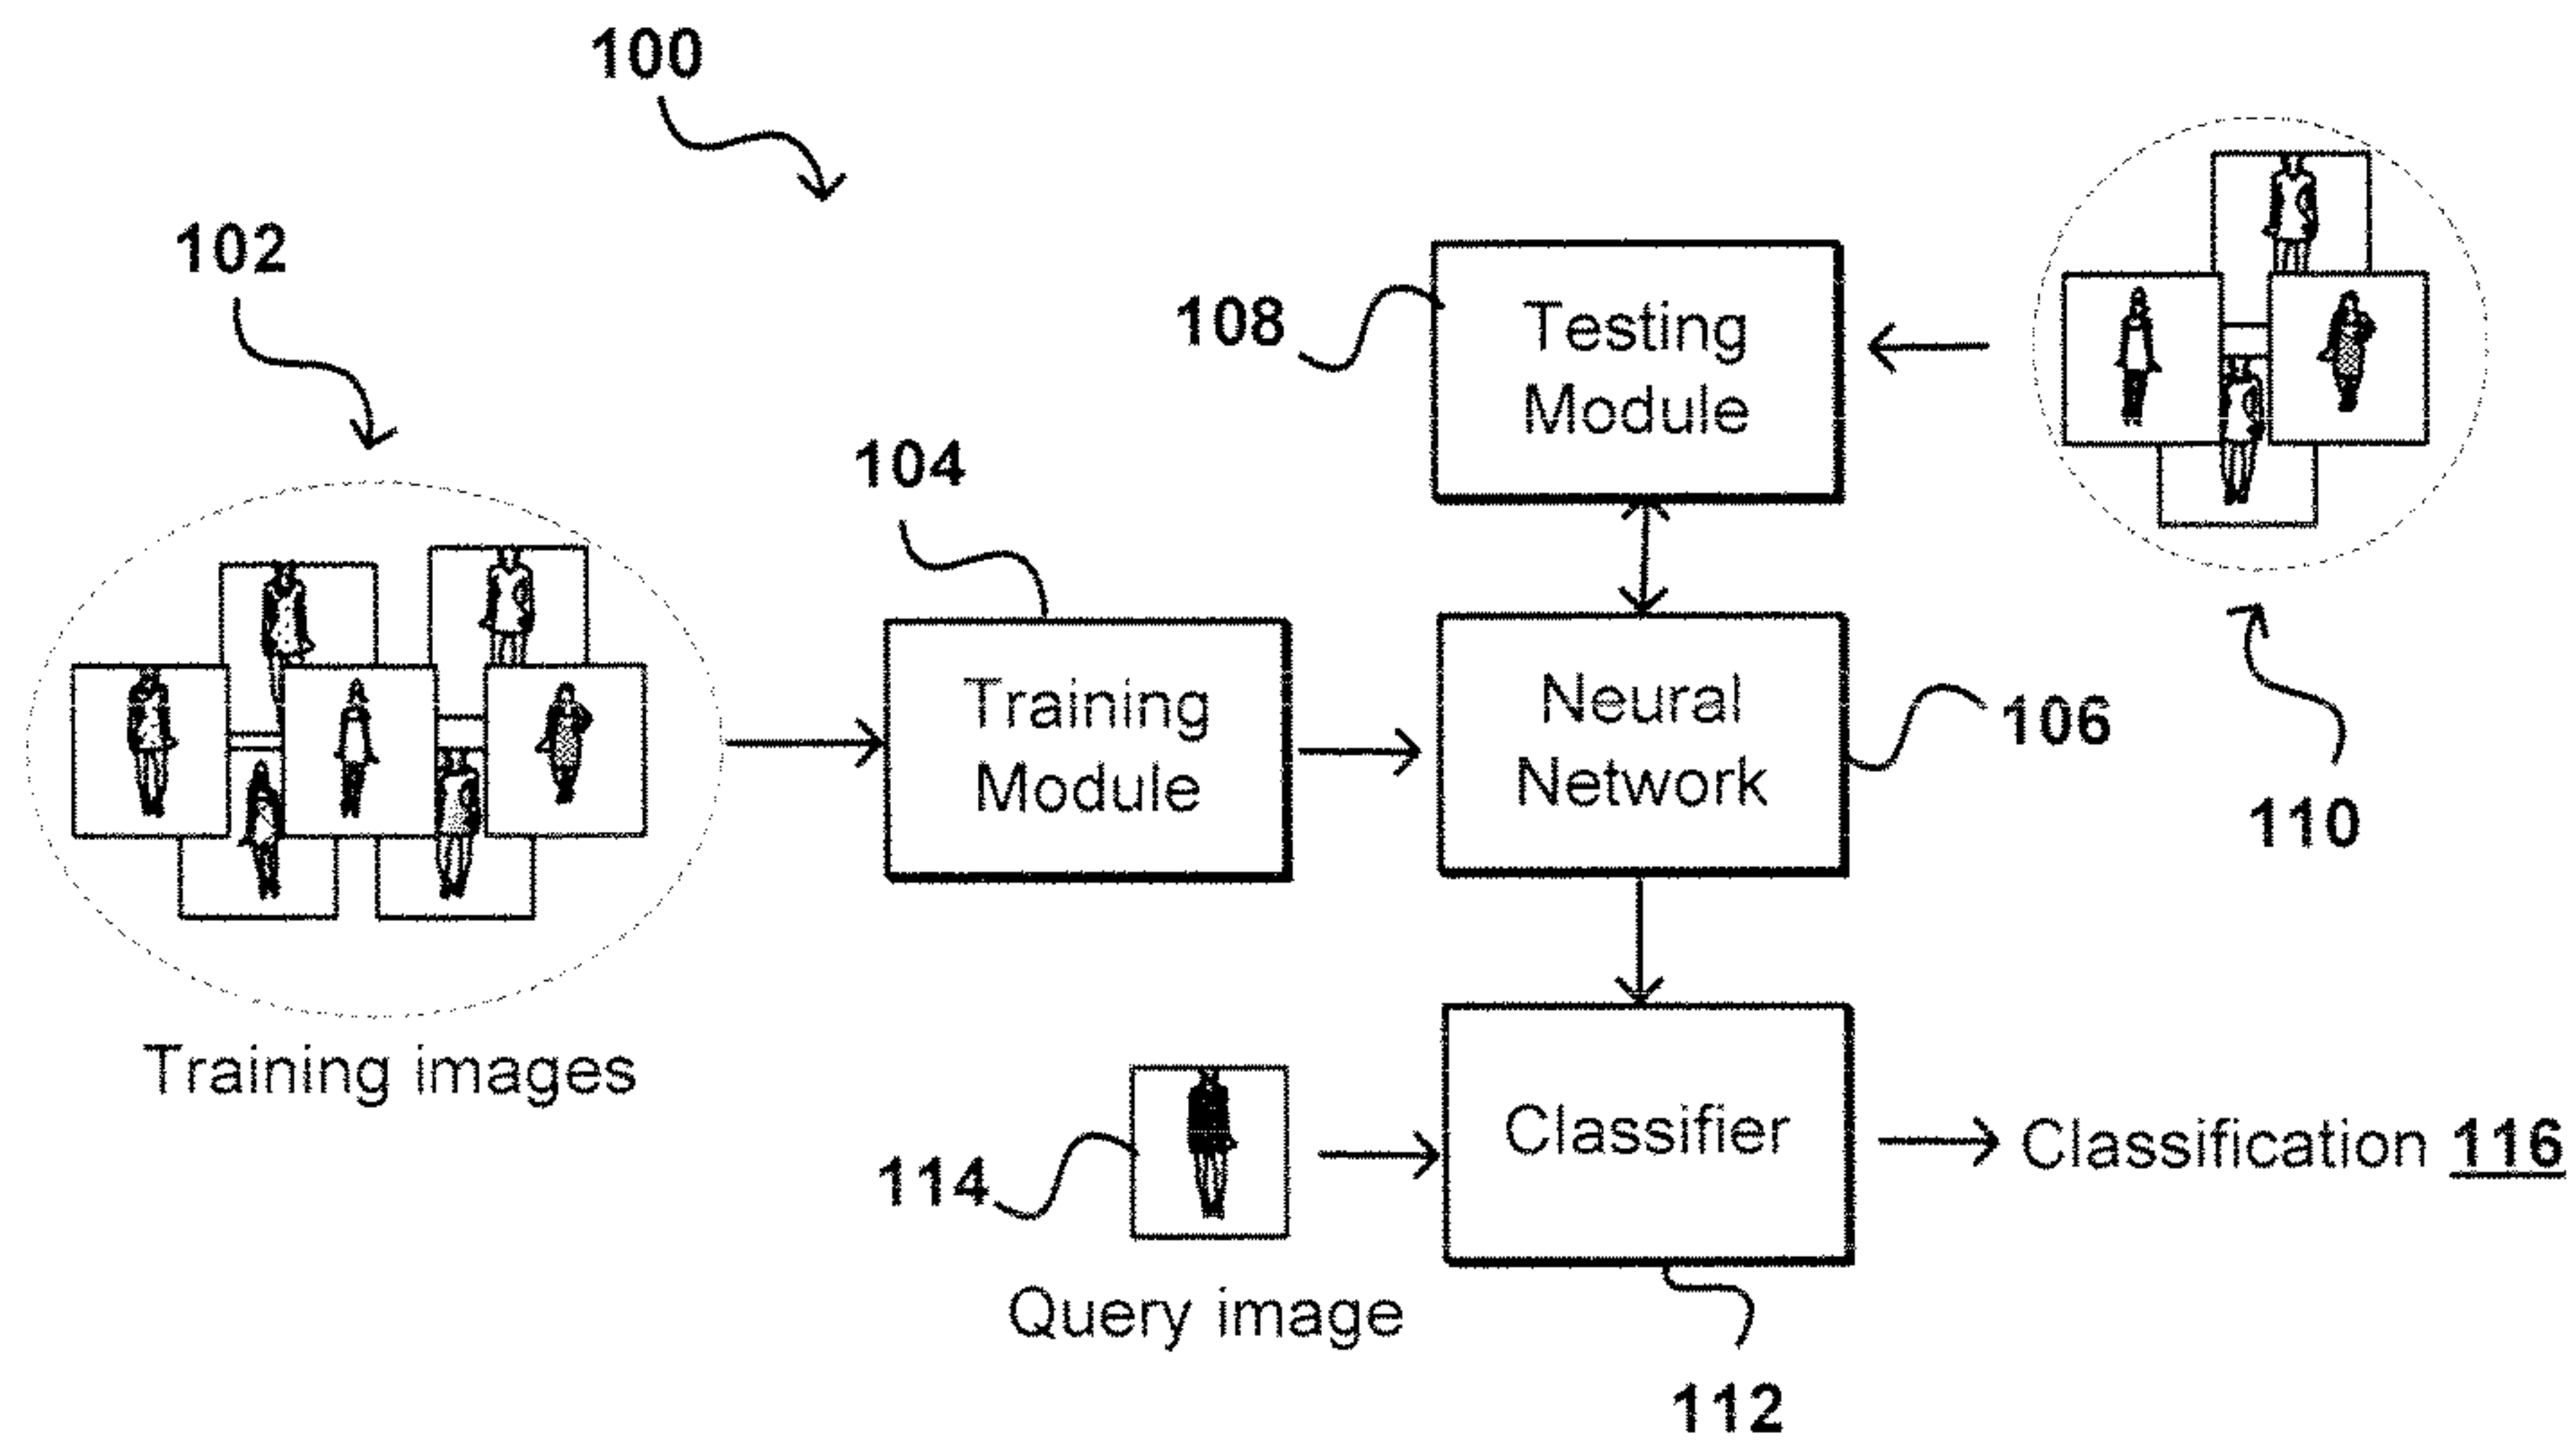 100
102
108
Testing
Module
104
Training
Module
Neural
Network
106
110
Training images
114
Query image
Classifier
Classification 116
112